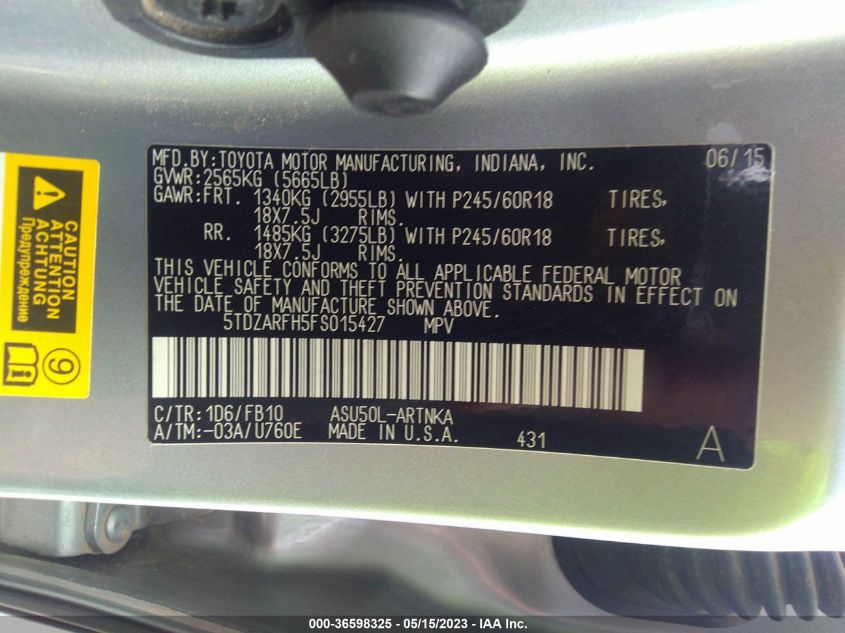 MFD.BY:TOYOTA MOTOR MANUFACTURING, INDIANA, INC. 06/15
GVWR:2565KG (5665LB)
GAWR:FRT. 1340KG (2955LB) WITH P245/60R18 TIRES,
18X7.5J RIMS.
RR. 1485KG (3275LB) WITH P245/60R18 TIRES,
18X7.5J RIMS.
THIS VEHICLE CONFORMS TO ALL APPLICABLE FEDERAL MOTOR
VEHICLE SAFETY AND THEFT PREVENTION STANDARDS IN EFFECT ON
THE DATE OF MANUFACTURE SHOWN ABOVE.
5TDZARFH5FS015427 MPV
C/TR:1D6/FB10 ASU50L-ARTNKA
A/TM:-03A/U760E MADE IN U.S.A. 431 A
CAUTION
ATTENTION
ACHTUNG
Предупреждение
9
000-36598325 - 05/15/2023 - IAA Inc.